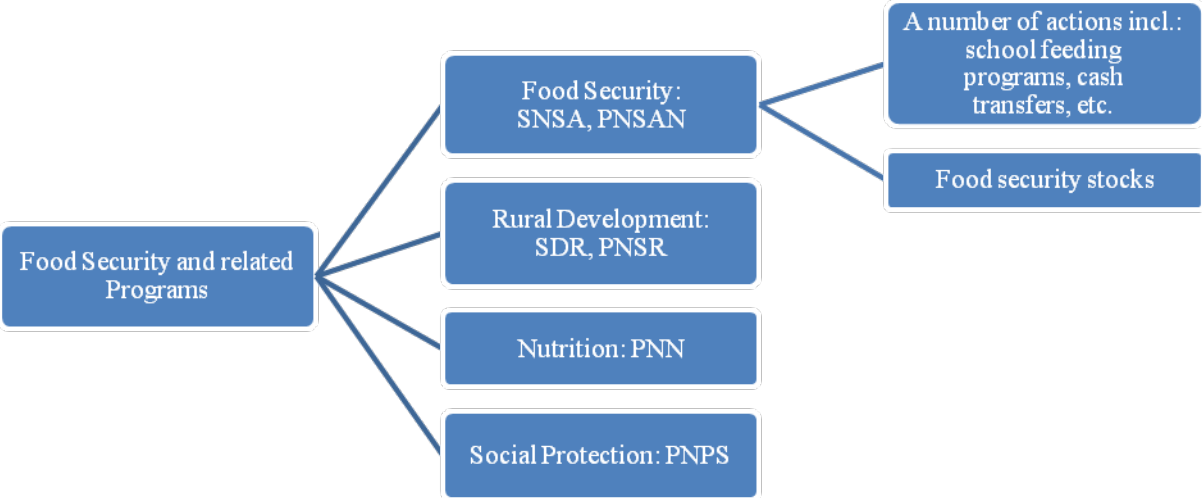 Food Security and related
Programs
Food Security:
SNSA, PNSAN
Rural Development:
SDR, PNSR
Nutrition: PNN
Social Protection: PNPS
A number of actions incl.:
school feeding
programs, cash
transfers, etc.
Food security stocks